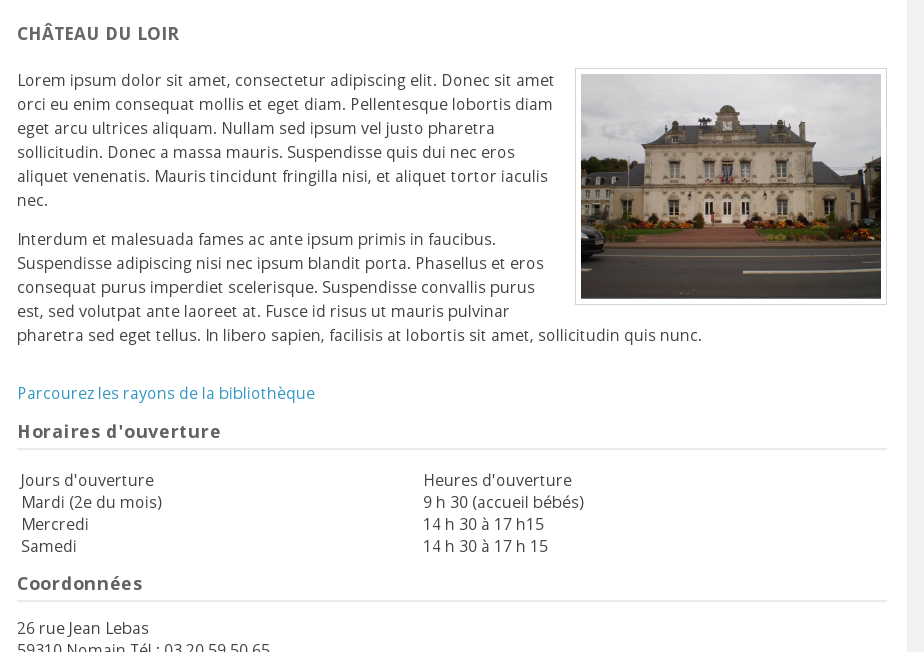 CHÂTEAU DU LOIR
Lorem ipsum dolor sit amet, consectetur adipiscing elit. Donec sit amet
orci eu enim consequat mollis et eget diam. Pellentesque lobortis diam
eget arcu ultrices aliquam. Nullam sed ipsum vel justo pharetra
sollicitudin. Donec a massa mauris. Suspendisse quis dui nec eros
aliquet venenatis. Mauris tincidunt fringilla nisi, et aliquet tortor iaculis
nec.
Interdum et malesuada fames ac ante ipsum primis in faucibus.
Suspendisse adipiscing nisi nec ipsum blandit porta. Phasellus et eros
consequat purus imperdiet scelerisque. Suspendisse convallis purus
est, sed volutpat ante laoreet at. Fusce id risus ut mauris pulvinar
pharetra sed eget tellus. In libero sapien, facilisis at lobortis sit amet, sollicitudin quis nunc.
Parcourez les rayons de la bibliothèque
Horaires d'ouverture
Jours d'ouverture Heures d'ouverture
Mardi (2e du mois) 9 h 30 (accueil bébés)
Mercredi 14 h 30 à 17 h15
Samedi 14 h 30 à 17 h 15
Coordonnées
26 rue Jean Lebas
59310 Nomain Tél : 03 20 59 50 65